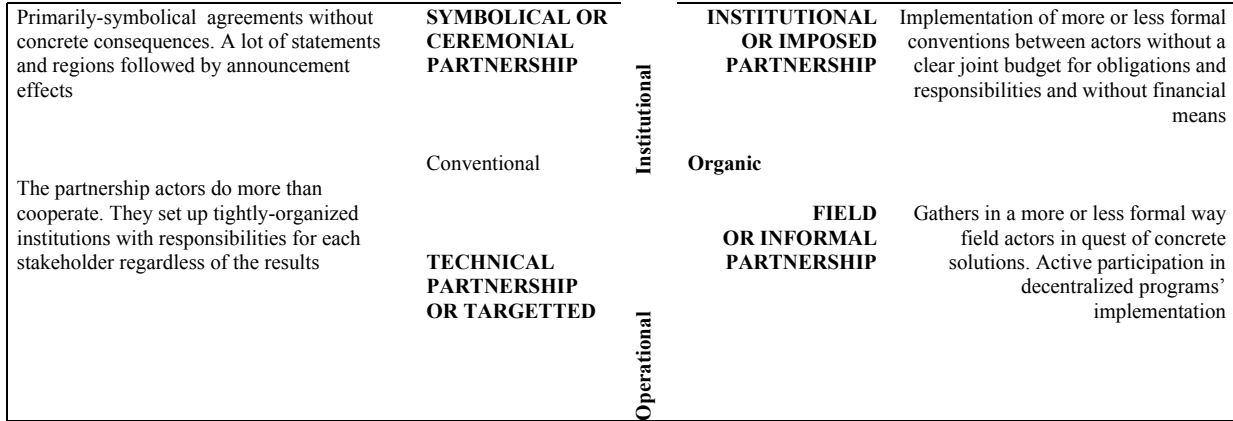 Primarily-symbolical agreements without
concrete consequences. A lot of statements
and regions followed by announcement
effects
SYMBOLICAL OR
CEREMONIAL
PARTNERSHIP
Institutional
INSTITUTIONAL
OR IMPOSED
PARTNERSHIP
Implementation of more or less formal
conventions between actors without a
clear joint budget for obligations and
responsibilities and without financial
means
Conventional
Organic
The partnership actors do more than
cooperate. They set up tightly-organized
institutions with responsibilities for each
stakeholder regardless of the results
TECHNICAL
PARTNERSHIP
OR TARGETTED
Operational
FIELD
OR INFORMAL
PARTNERSHIP
Gathers in a more or less formal way
field actors in quest of concrete
solutions. Active participation in
decentralized programs’
implementation